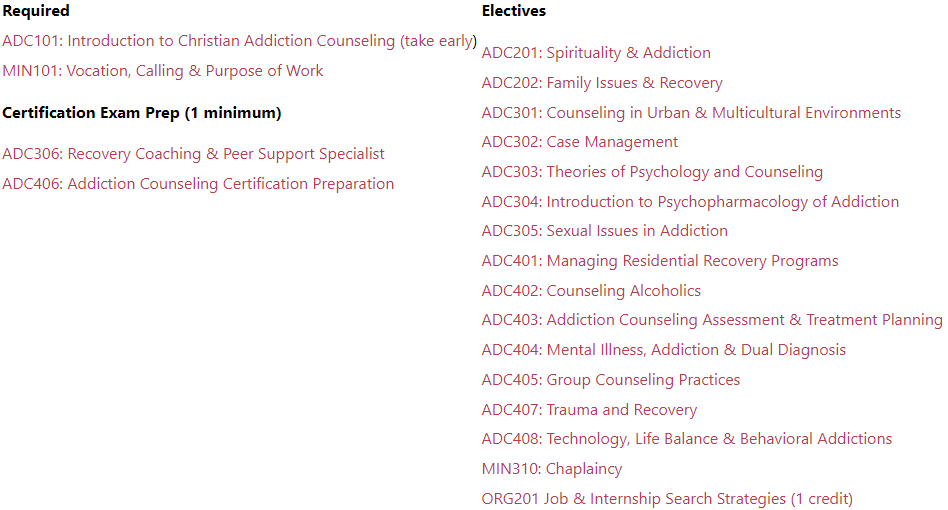 Required
ADC101: Introduction to Christian Addiction Counseling (take early)
MIN101: Vocation, Calling & Purpose of Work
Certification Exam Prep (1 minimum)
ADC306: Recovery Coaching & Peer Support Specialist
ADC406: Addiction Counseling Certification Preparation
Electives
ADC201: Spirituality & Addiction
ADC202: Family Issues & Recovery
ADC301: Counseling in Urban & Multicultural Environments
ADC302: Case Management
ADC303: Theories of Psychology and Counseling
ADC304: Introduction to Psychopharmacology of Addiction
ADC305: Sexual Issues in Addiction
ADC401: Managing Residential Recovery Programs
ADC402: Counseling Alcoholics
ADC403: Addiction Counseling Assessment & Treatment Planning
ADC404: Mental Illness, Addiction & Dual Diagnosis
ADC405: Group Counseling Practices
ADC407: Trauma and Recovery
ADC408: Technology, Life Balance & Behavioral Addictions
MIN310: Chaplaincy
ORG201 Job & Internship Search Strategies (1 credit)